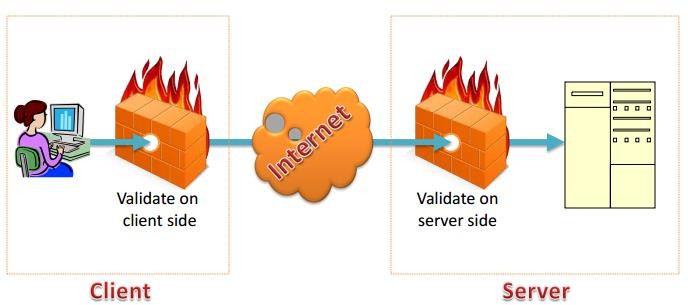 Internet
Validate on
client side
Validate on
server side
Client
Server